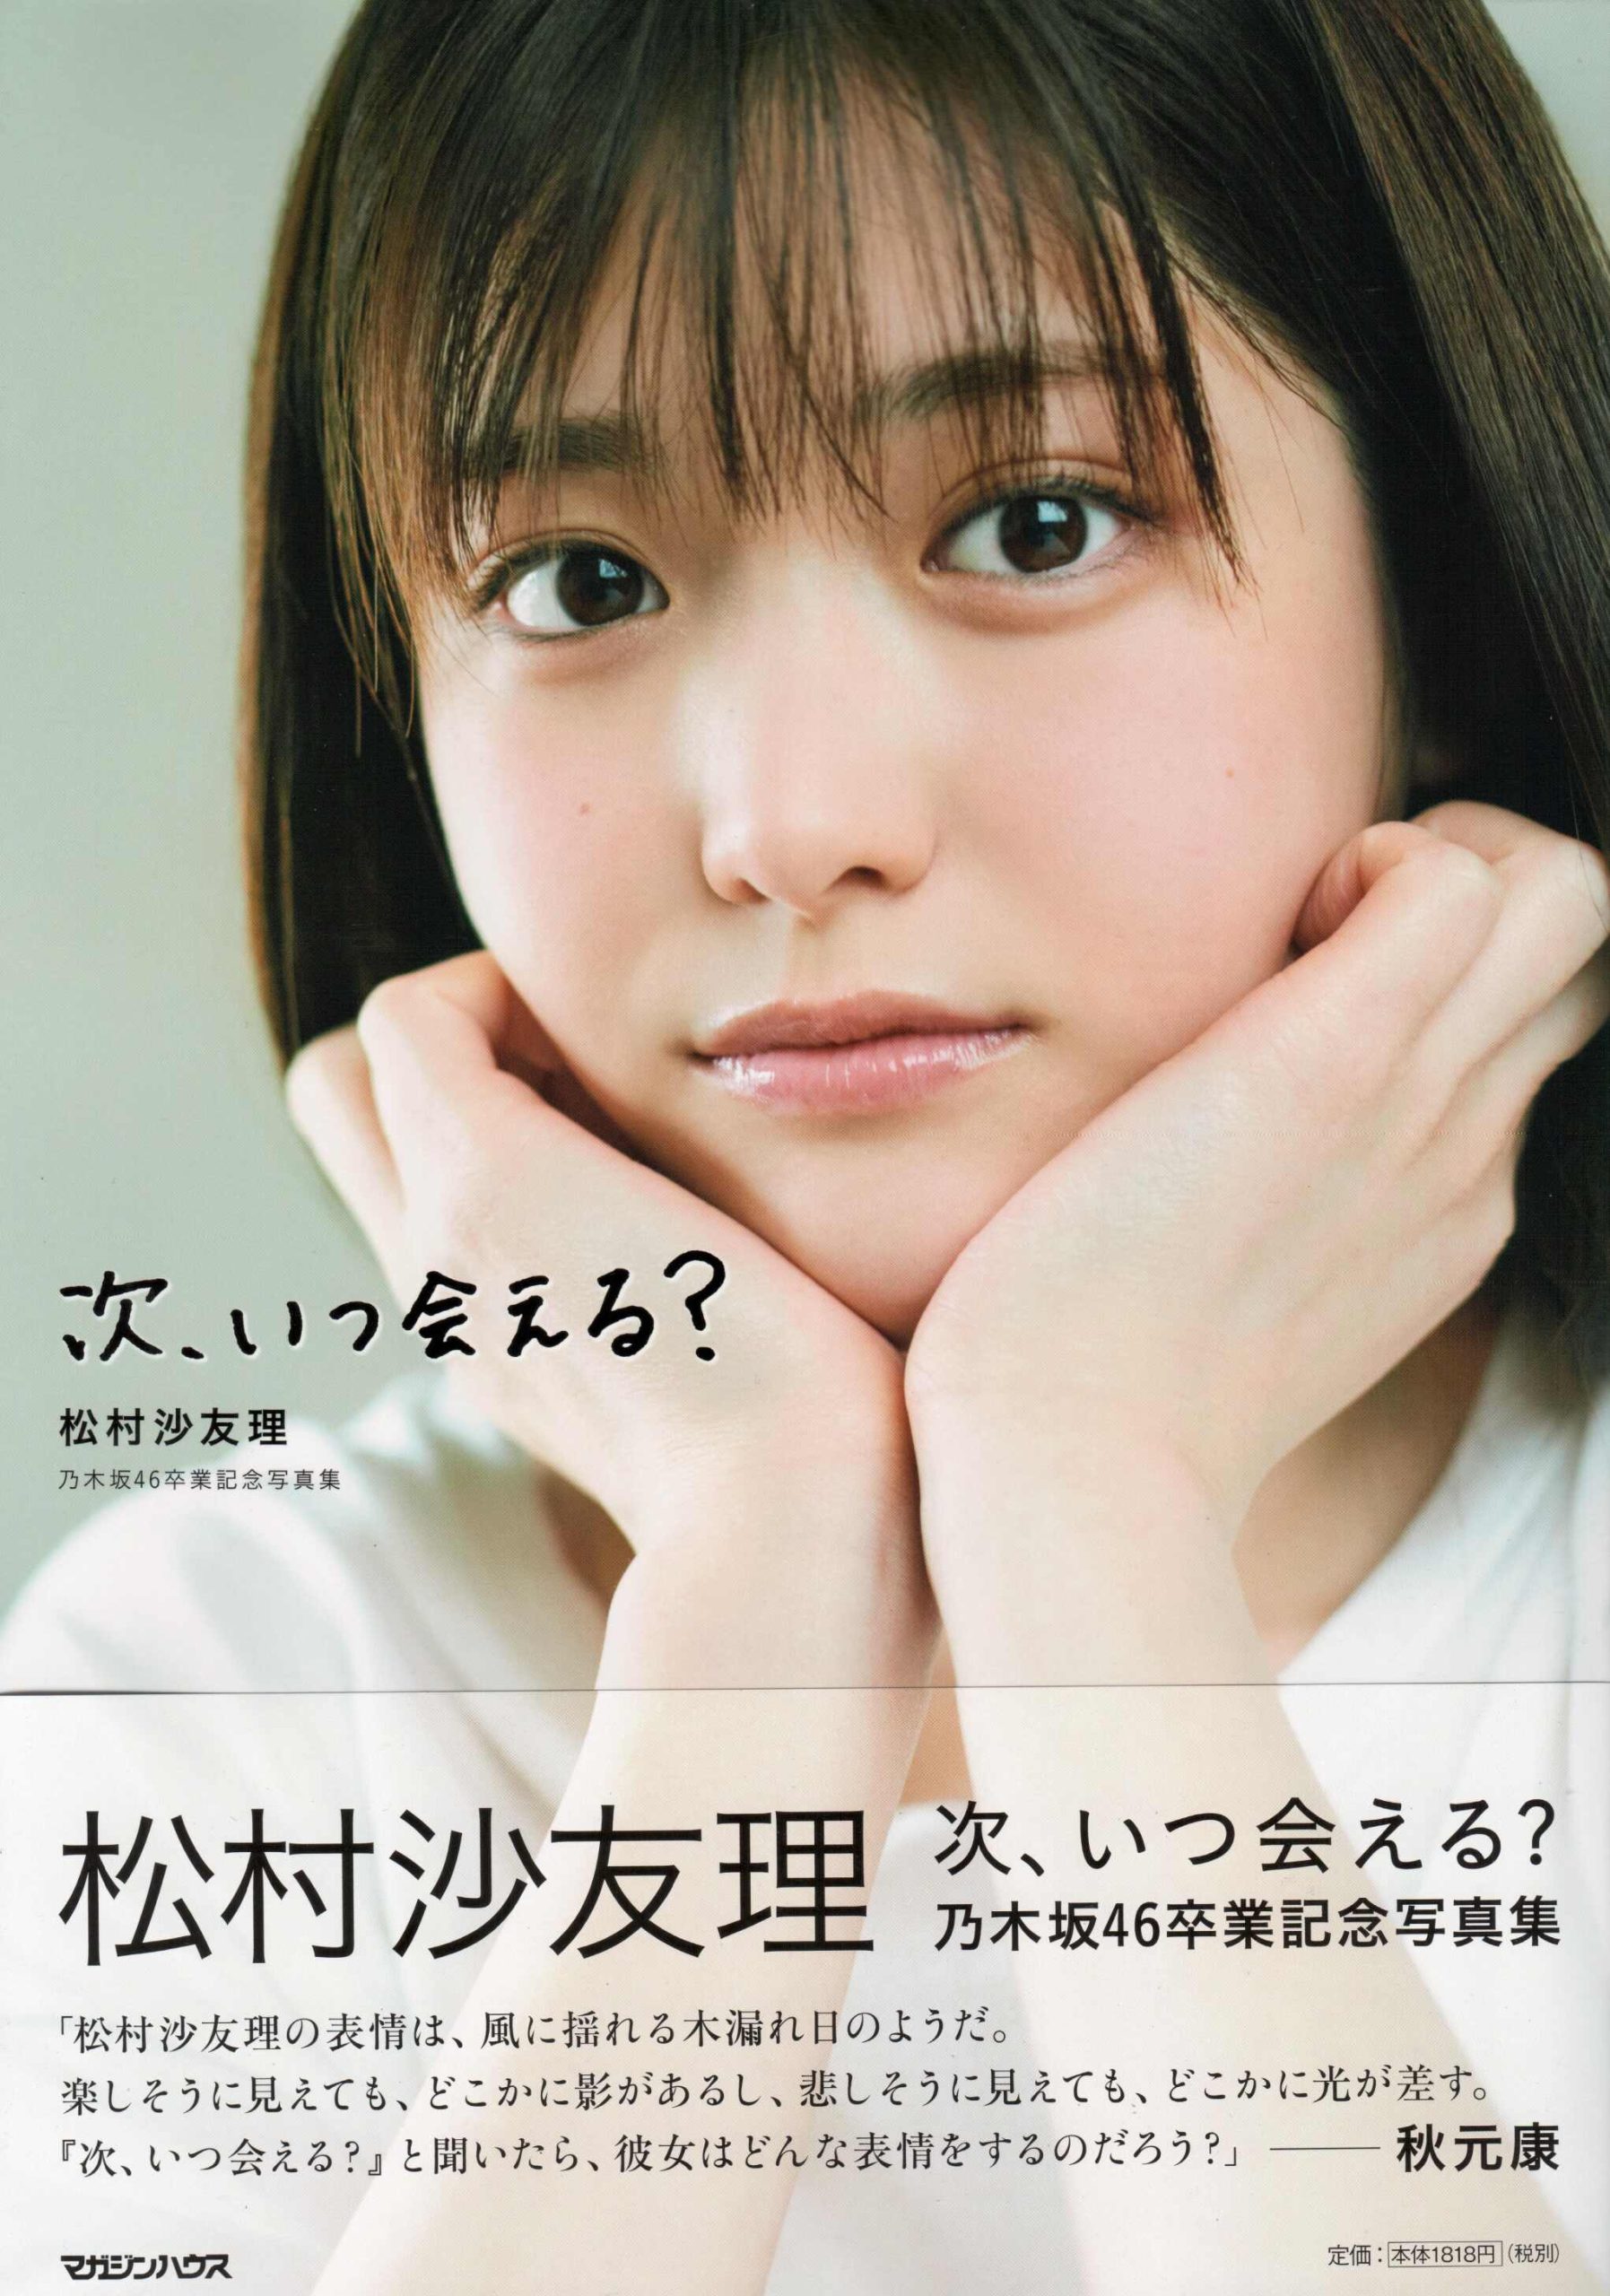 次、いつ会える?
松村沙友理
乃木坂46卒業記念写真集
松村沙友理
次、いつ会える?
乃木坂46卒業記念写真集
「松村沙友理の表情は、風に揺れる木漏れ日のようだ。
楽しそうに見えても、どこかに影があるし、悲しそうに見えても、どこかに光が差す。
『次、いつ会える?』と聞いたら、彼女はどんな表情をするのだろう?」 —— 秋元康
マガジンハウス
定価:本体1818円(税別)